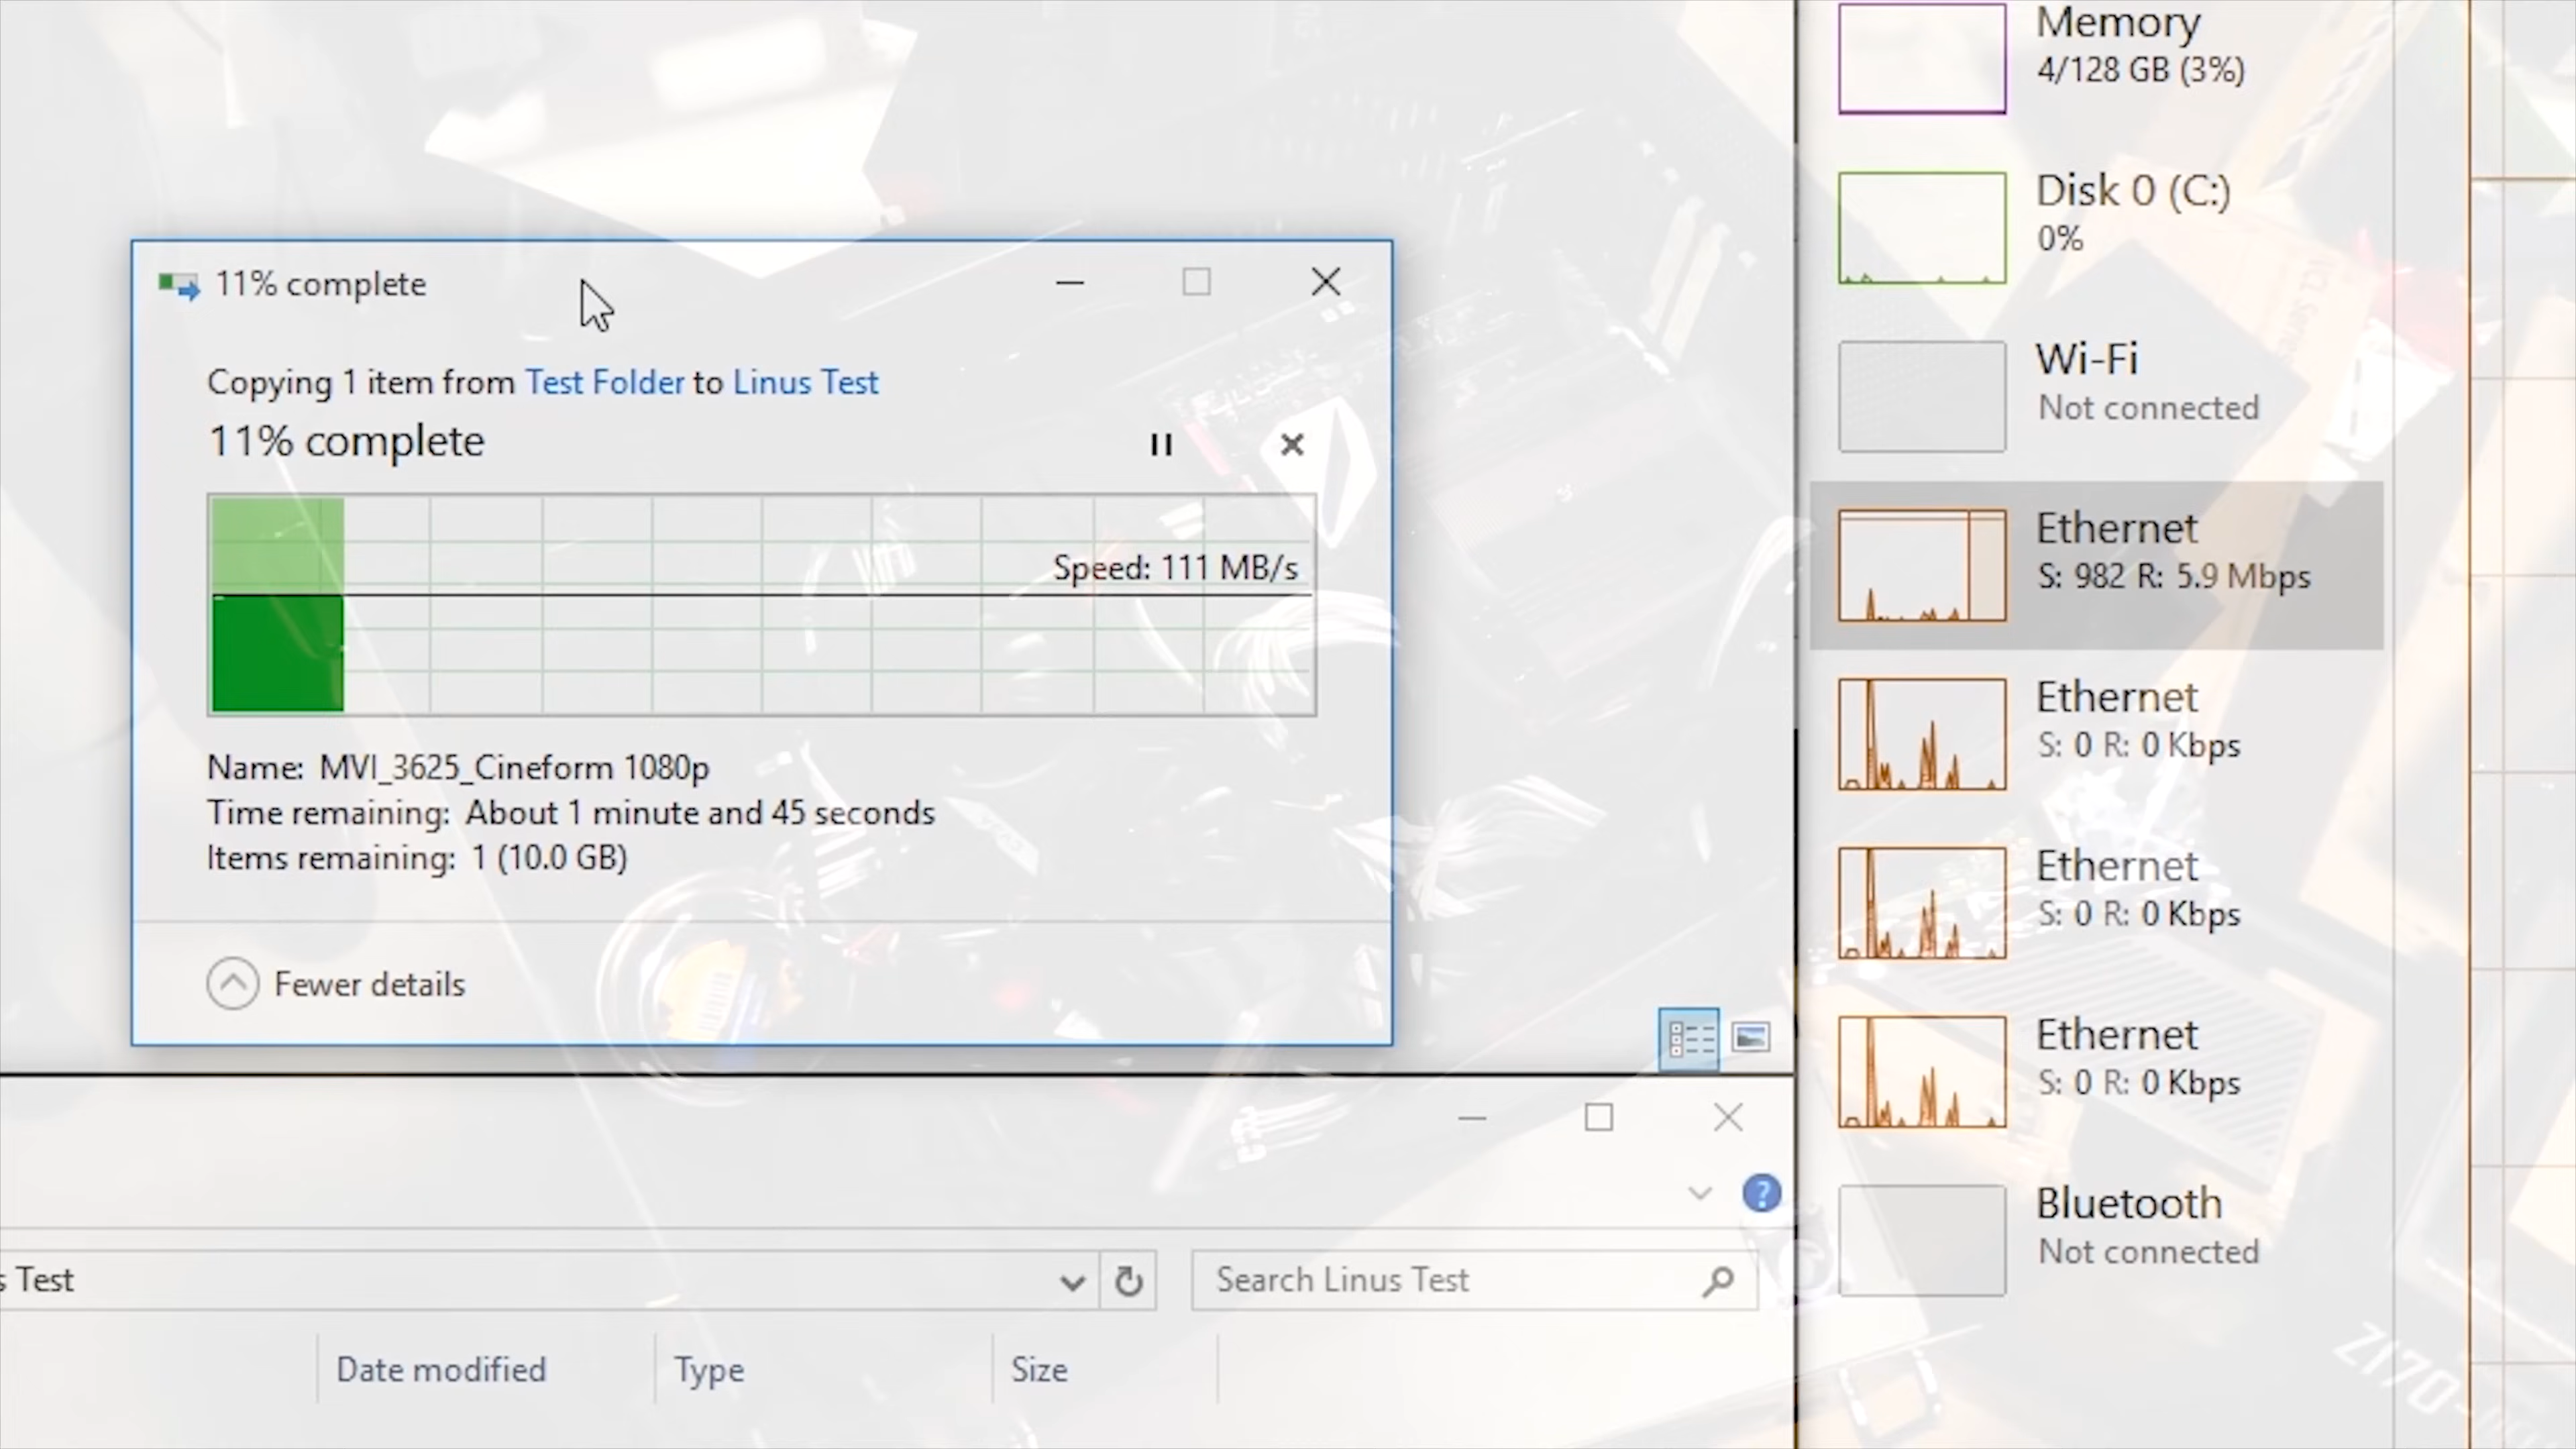 Memory
4/128 GB (3%)
Disk 0 (C:)
0%
Wi-Fi
Not connected
Ethernet
S: 982 R: 5.9 Mbps
Ethernet
S: 0 R: 0 Kbps
Ethernet
S: 0 R: 0 Kbps
Ethernet
S: 0 R: 0 Kbps
Bluetooth
Not connected
11% complete
Copying 1 item from Test Folder to Linus Test
11% complete
Speed: 111 MB/s
Name: MVI_3625_Cineform 1080p
Time remaining: About 1 minute and 45 seconds
Items remaining: 1 (10.0 GB)
Fewer details
s Test
Search Linus Test
Date modified Type Size
Z170-